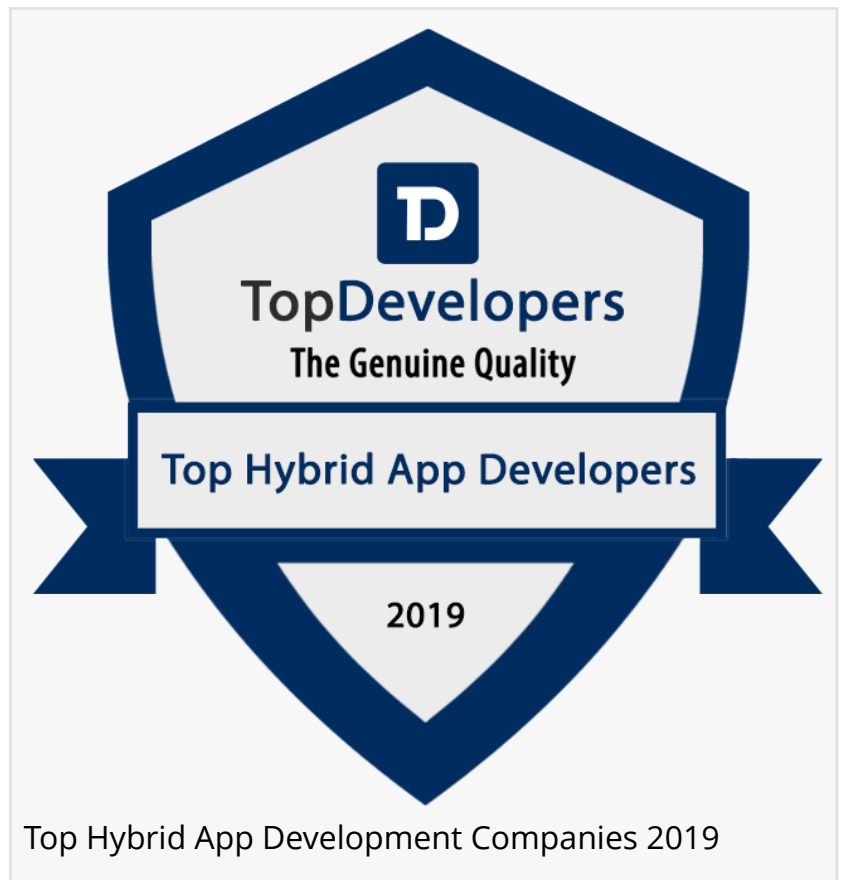 TD
TopDevelopers
The Genuine Quality
Top Hybrid App Developers
2019
Top Hybrid App Development Companies 2019